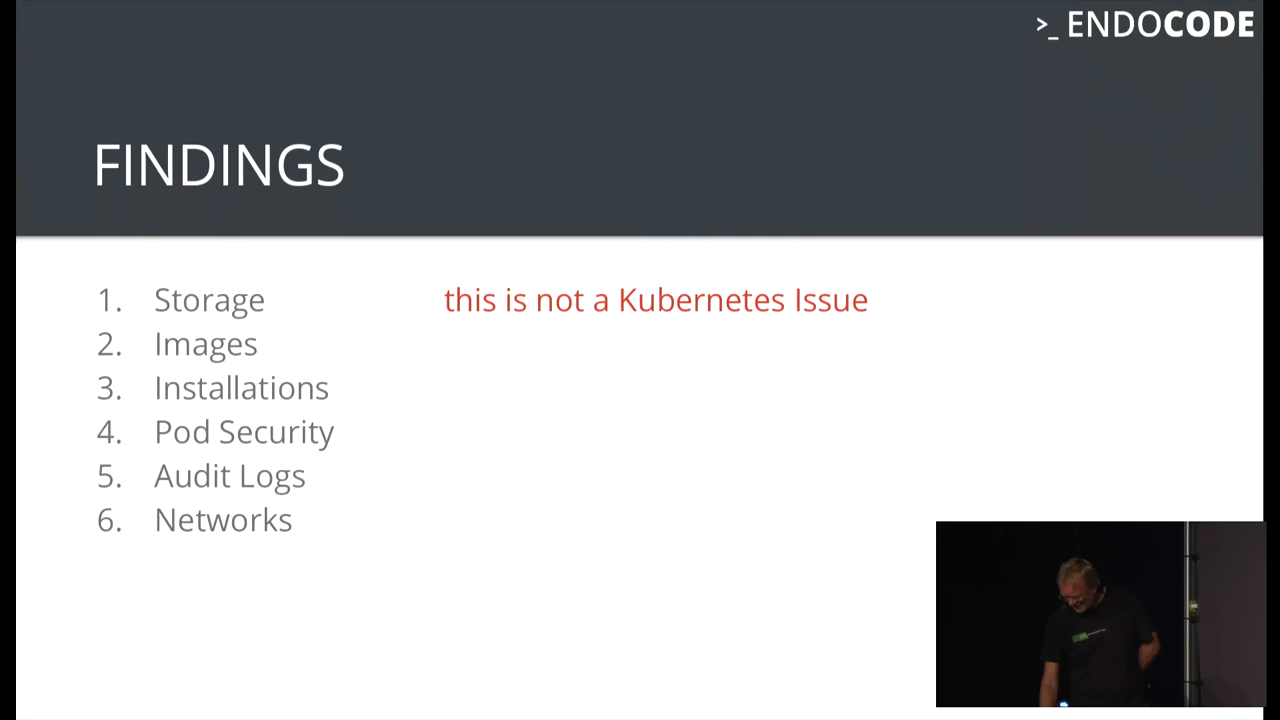 >_ ENDOCODE
FINDINGS
1. Storage this is not a Kubernetes Issue
2. Images
3. Installations
4. Pod Security
5. Audit Logs
6. Networks